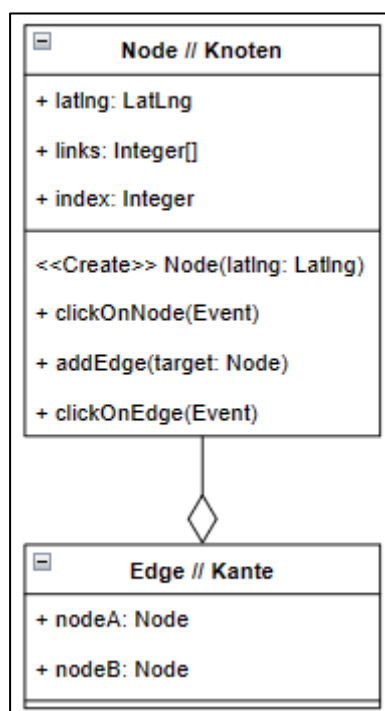 Node // Knoten
+ latlng: LatLng
+ links: Integer[]
+ index: Integer
<<Create>> Node(latlng: Latlng)
+ clickOnNode(Event)
+ addEdge(target: Node)
+ clickOnEdge(Event)
Edge // Kante
+ nodeA: Node
+ nodeB: Node